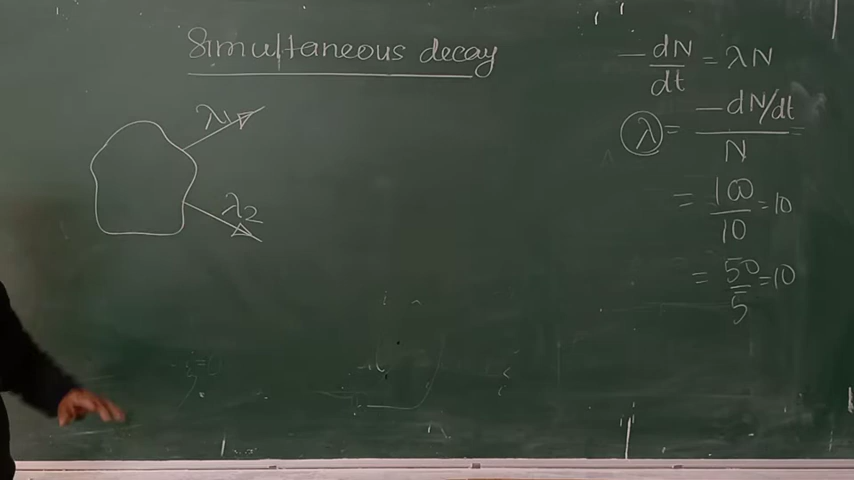 Simultaneous decay
λ1
λ2
-dN/dt = λN
λ = -dN/dt / N =
= 100/10 = 10
= 50/5 = 10